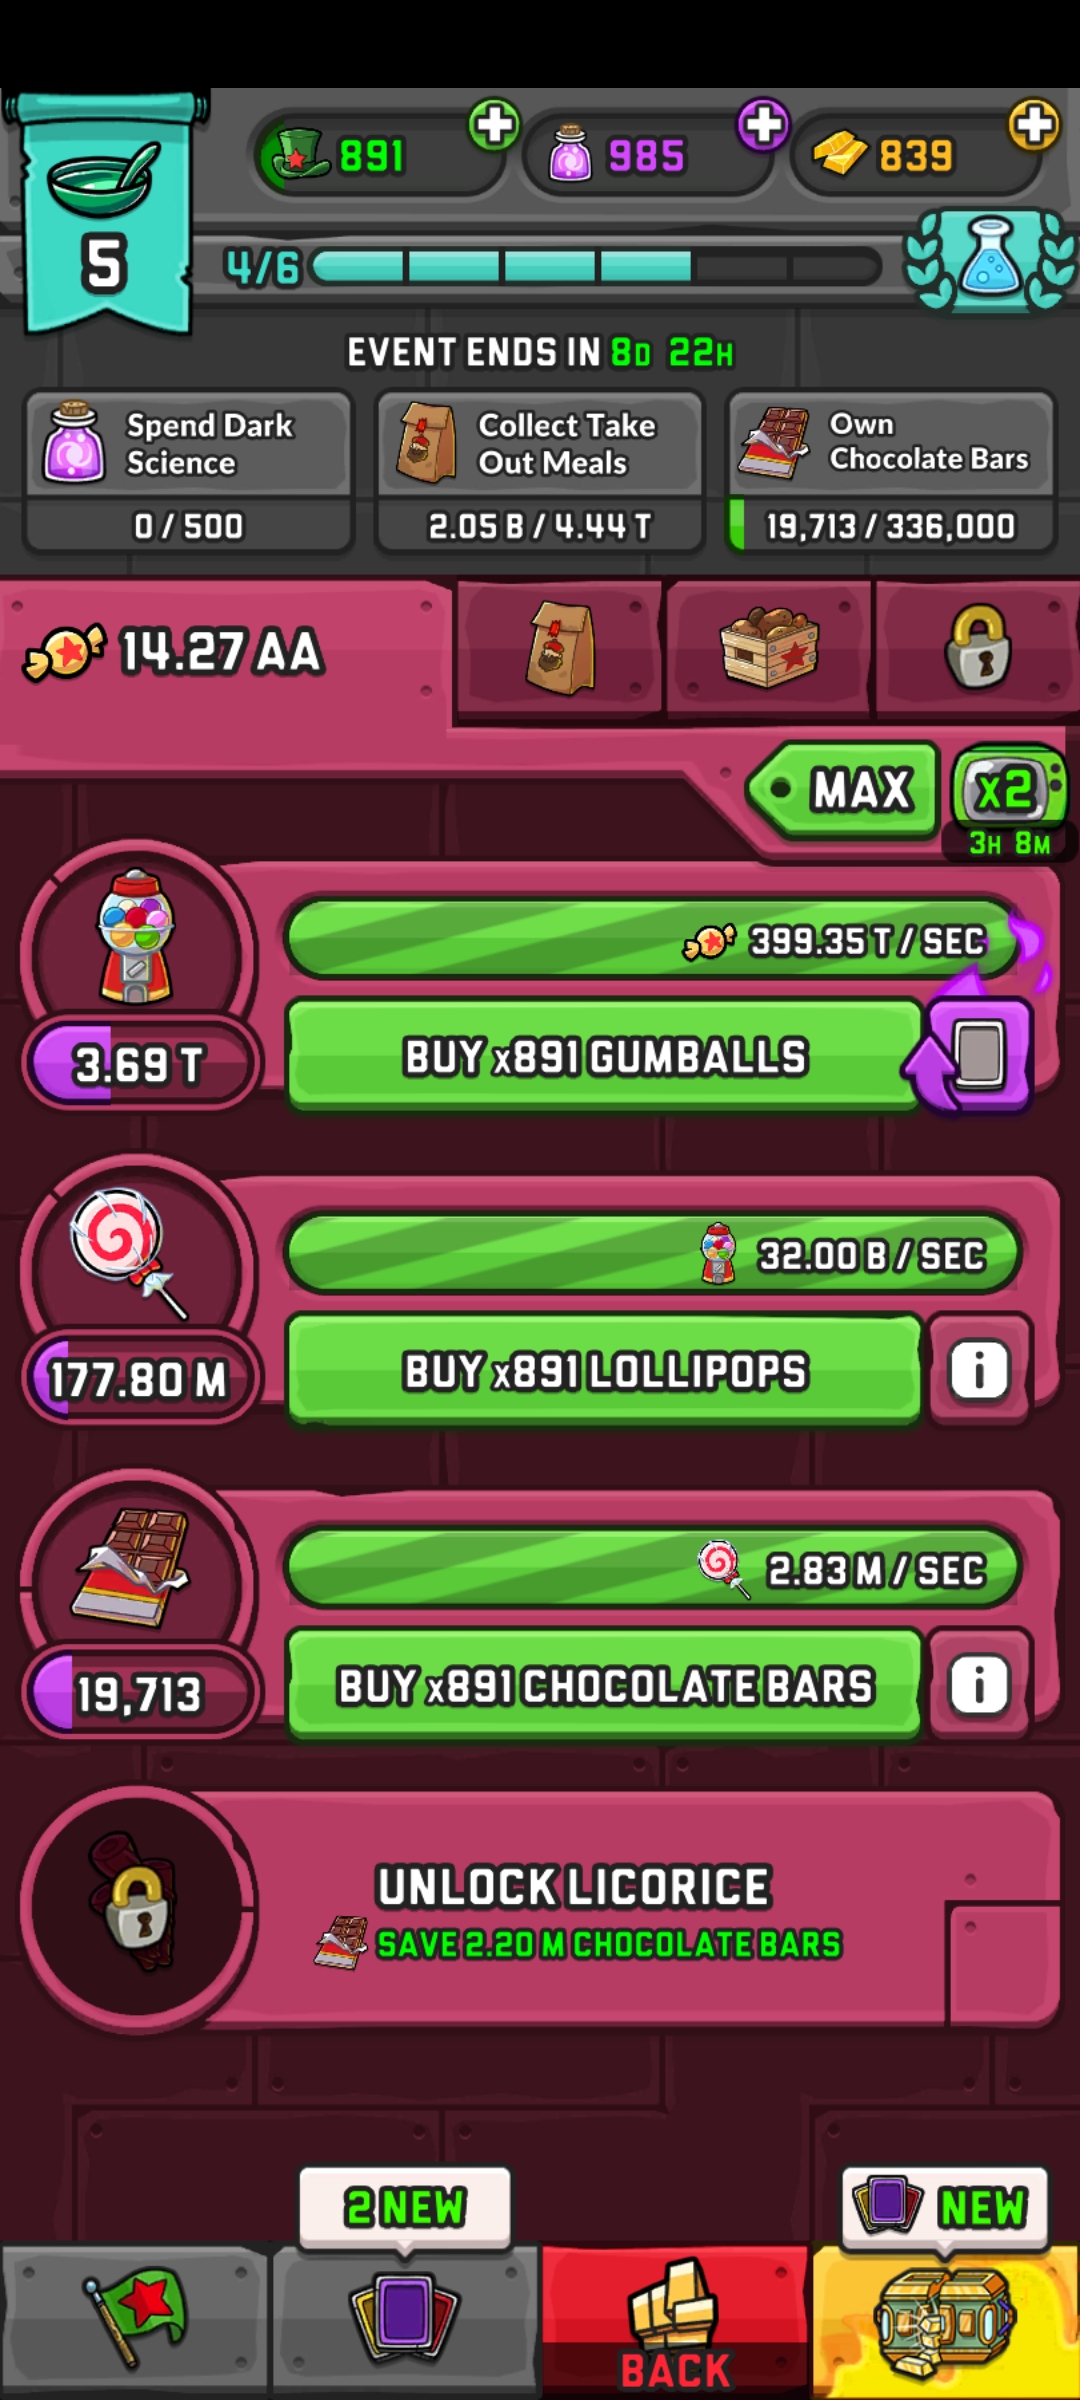 891
985
839
5
4/6
EVENT ENDS IN 8D 22H
Spend Dark
Science
0 / 500
Collect Take
Out Meals
2.05 B / 4.44 T
Own
Chocolate Bars
19,713 / 336,000
14.27 AA
MAX
x2
3H 8M
399.35 T / SEC
3.69 T
BUY x891 GUMBALLS
32.00 B / SEC
177.80 M
BUY x891 LOLLIPOPS
i
2.83 M / SEC
19,713
BUY x891 CHOCOLATE BARS
i
UNLOCK LICORICE
SAVE 2.20 M CHOCOLATE BARS
2 NEW
NEW
BACK